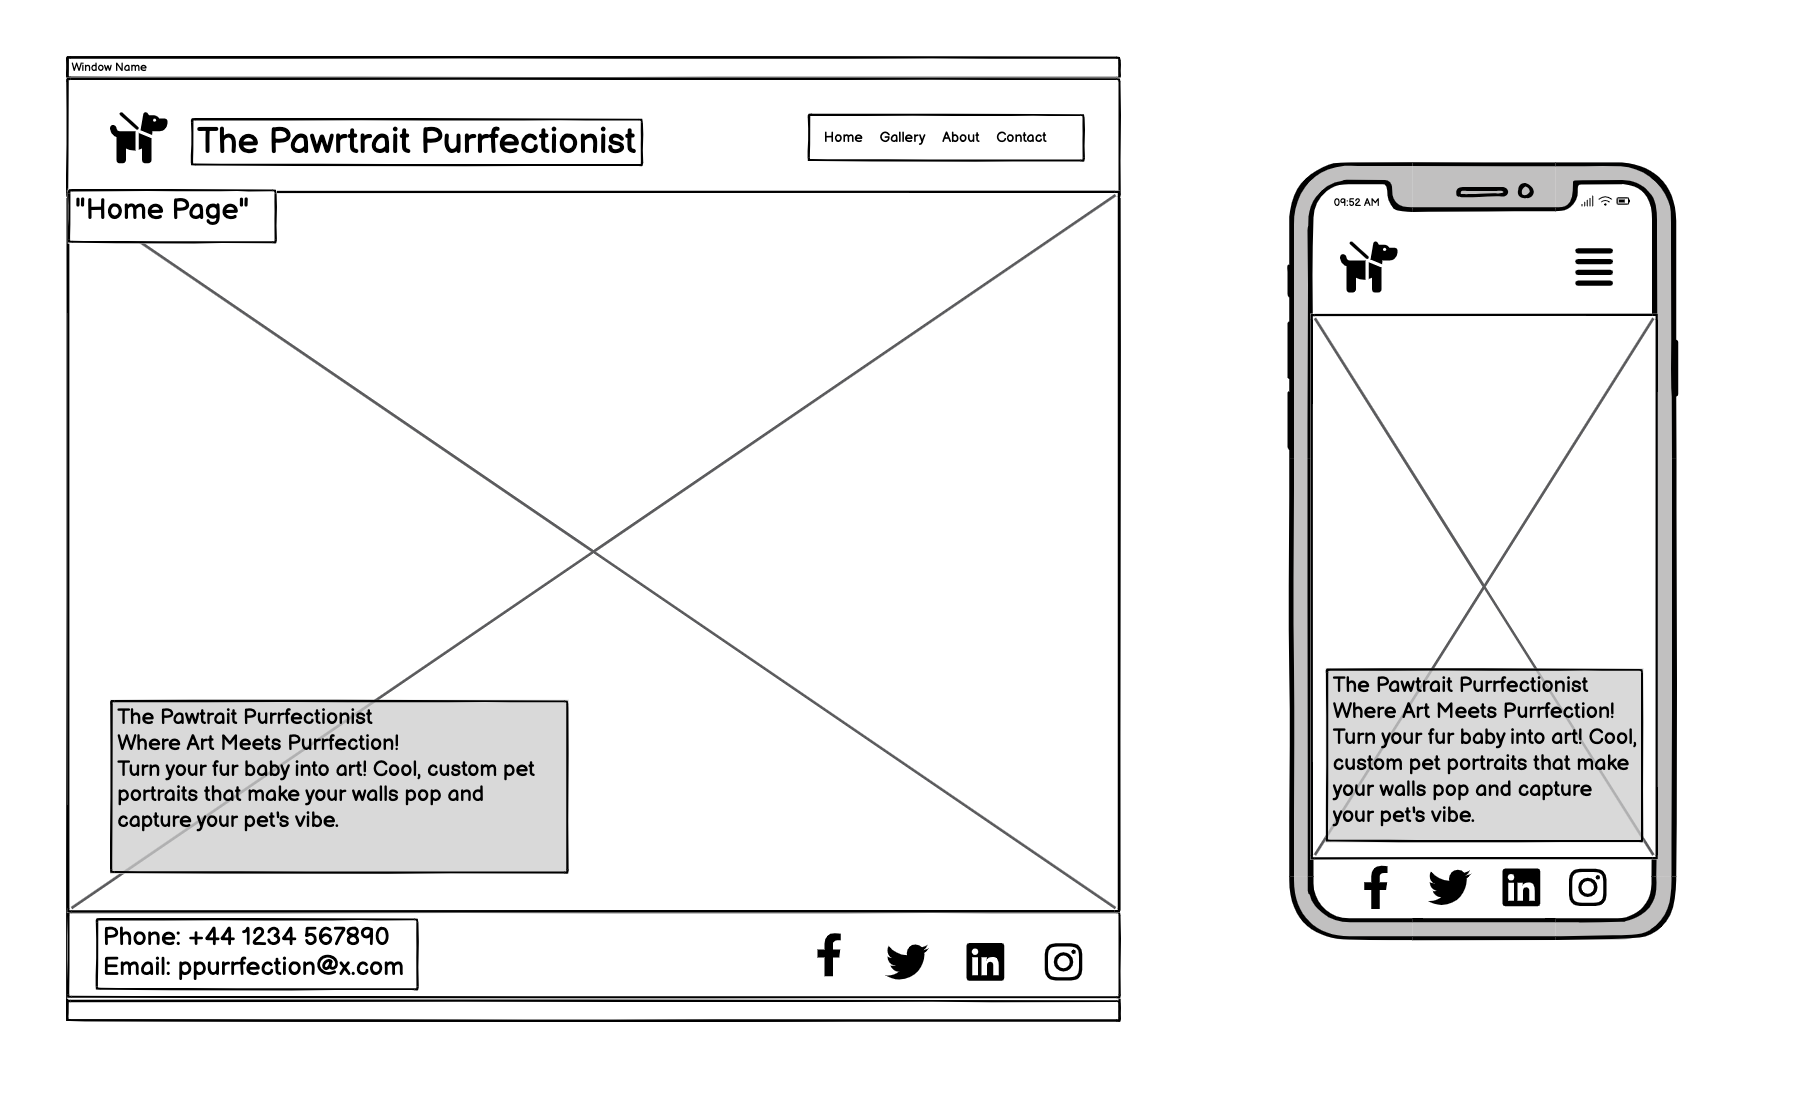 Window Name
The Pawrtrait Purrfectionist
Home Gallery About Contact
"Home Page"
The Pawtrait Purrfectionist
Where Art Meets Purrfection!
Turn your fur baby into art! Cool, custom pet
portraits that make your walls pop and
capture your pet's vibe.
Phone: +44 1234 567890
Email: ppurrfection@x.com
f
in
09:52 AM
The Pawtrait Purrfectionist
Where Art Meets Purrfection!
Turn your fur baby into art! Cool,
custom pet portraits that make
your walls pop and capture
your pet's vibe.
f
in